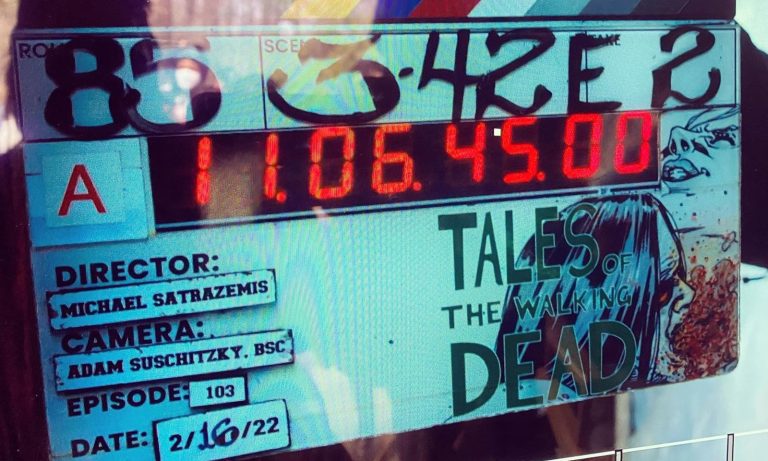 85 3-42E 2
11.06.45.00
A
DIRECTOR:
MICHAEL SATRAZEMIS
CAMERA:
ADAM SUSCHITZKY, BSC
EPISODE: 103
DATE: 2/16/22
TALES OF
THE WALKING
DEAD